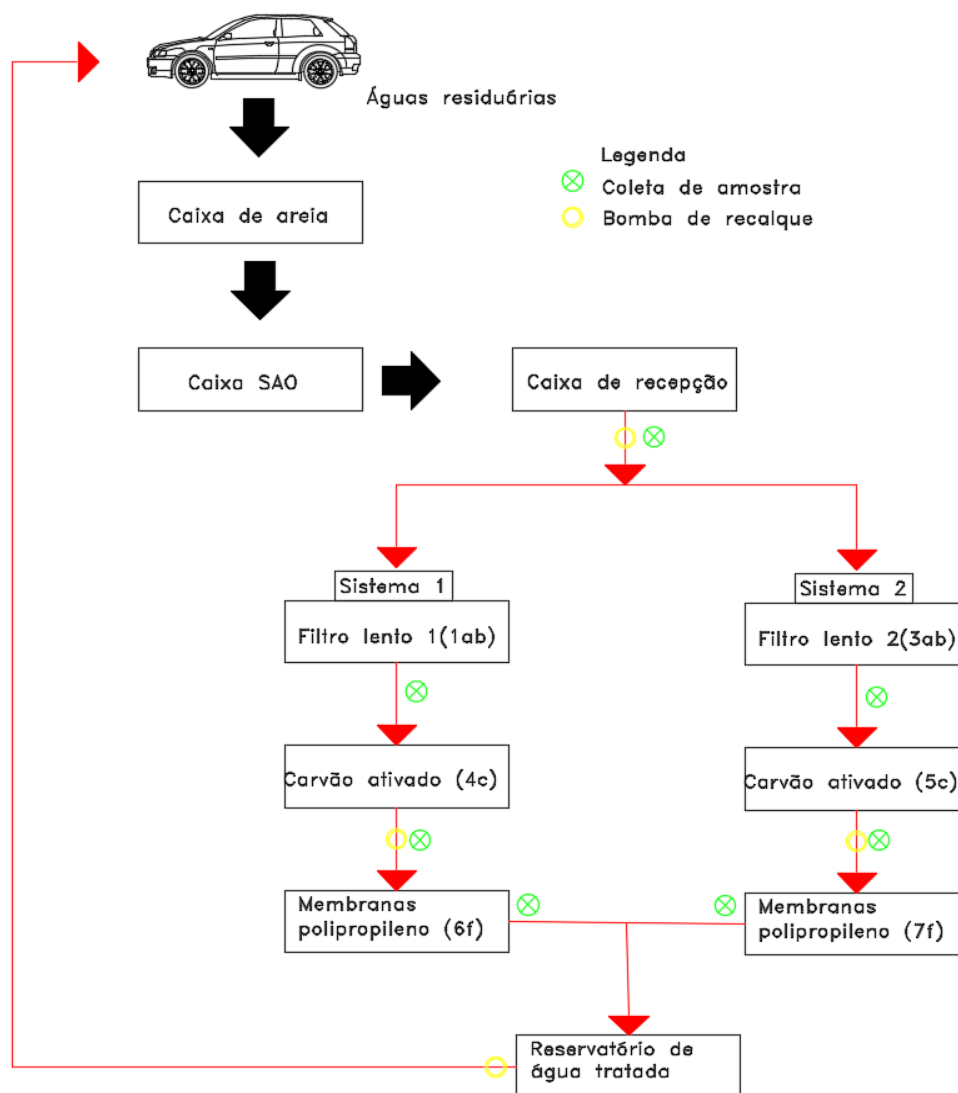 Águas residuárias
Legenda
Coleta de amostra
Bomba de recalque
Caixa de areia
Caixa SAO
Caixa de recepção
Sistema 1
Filtro lento 1(1ab)
Carvão ativado (4c)
Membranas
polipropileno (6f)
Sistema 2
Filtro lento 2(3ab)
Carvão ativado (5c)
Membranas
polipropileno (7f)
Reservatório de
água tratada